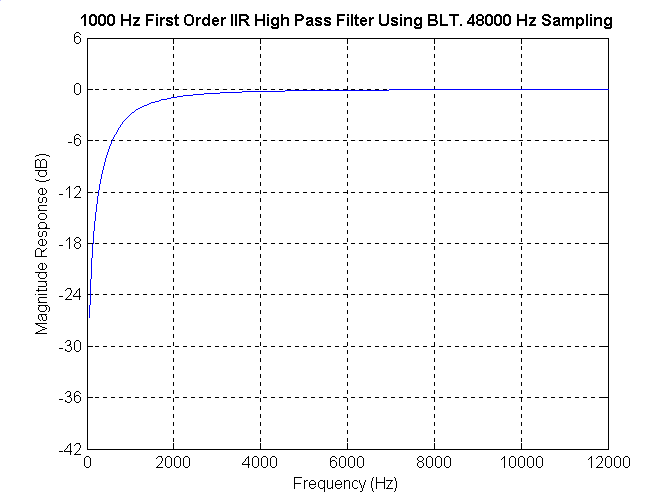 1000 Hz First Order IIR High Pass Filter Using BLT. 48000 Hz Sampling
6
0
-6
-12
-18
-24
-30
-36
-42
Magnitude Response (dB)
0 2000 4000 6000 8000 10000 12000
Frequency (Hz)